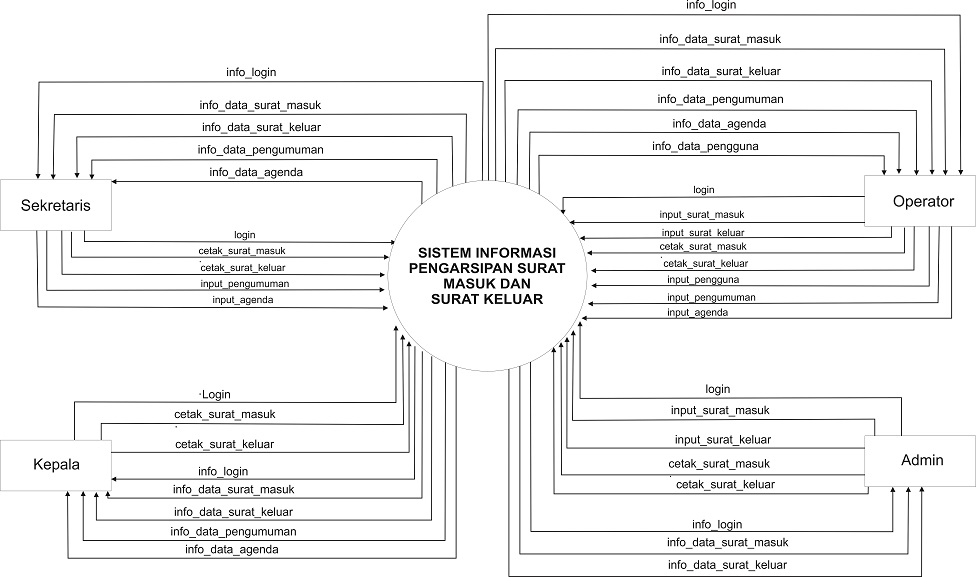 info_login
info_data_surat_masuk
info_data_surat_keluar
info_data_pengumuman
info_data_agenda
Sekretaris
login
cetak_surat_masuk
cetak_surat_keluar
input_pengumuman
input_agenda
info_login
info_data_surat_masuk
info_data_surat_keluar
info_data_pengumuman
info_data_agenda
info_data_pengguna
Operator
login
input_surat_masuk
input_surat_keluar
cetak_surat_masuk
cetak_surat_keluar
input_pengguna
input_pengumuman
input_agenda
SISTEM INFORMASI
PENGARSIPAN SURAT
MASUK DAN
SURAT KELUAR
Login
cetak_surat_masuk
cetak_surat_keluar
Kepala
info_login
info_data_surat_masuk
info_data_surat_keluar
info_data_pengumuman
info_data_agenda
login
input_surat_masuk
input_surat_keluar
Admin
cetak_surat_masuk
cetak_surat_keluar
info_login
info_data_surat_masuk
info_data_surat_keluar